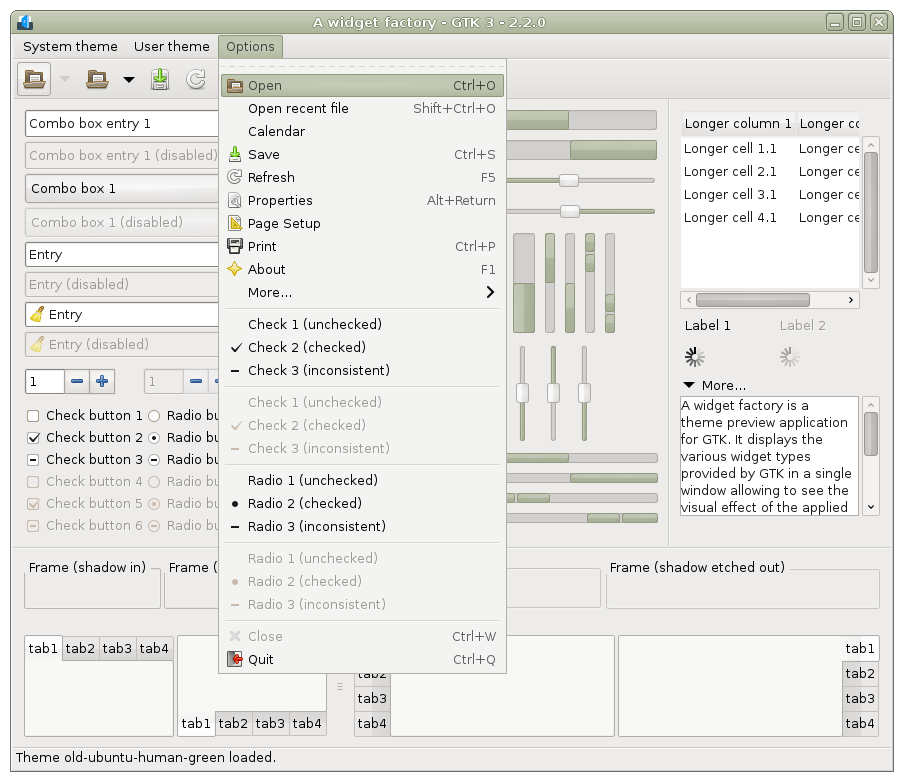 A widget factory - GTK 3 - 2.2.0
System theme User theme Options
Open Ctrl+O
Open recent file Shift+Ctrl+O
Calendar
Save Ctrl+S
Refresh F5
Properties Alt+Return
Page Setup
Print Ctrl+P
About F1
More...
Check 1 (unchecked)
Check 2 (checked)
Check 3 (inconsistent)
Check 1 (unchecked)
Check 2 (checked)
Check 3 (inconsistent)
Radio 1 (unchecked)
Radio 2 (checked)
Radio 3 (inconsistent)
Radio 1 (unchecked)
Radio 2 (checked)
Radio 3 (inconsistent)
Close Ctrl+W
Quit Ctrl+Q
Combo box entry 1
Combo box entry 1 (disabled)
Combo box 1
Combo box 1 (disabled)
Entry
Entry (disabled)
Entry
Entry (disabled)
1 1
Check button 1 Radio bu
Check button 2 Radio bu
Check button 3 Radio bu
Check button 4 Radio bu
Check button 5 Radio bu
Check button 6 Radio bu
Longer column 1 Longer co
Longer cell 1.1 Longer ce
Longer cell 2.1 Longer ce
Longer cell 3.1 Longer ce
Longer cell 4.1 Longer ce
Label 1 Label 2
More...
A widget factory is a
theme preview application
for GTK. It displays the
various widget types
provided by GTK in a single
window allowing to see the
visual effect of the applied
Frame (shadow in) Frame ( Frame (shadow etched out)
tab1 tab2 tab3 tab4
tab1 tab2 tab3 tab4
tab2
tab3
tab4
tab1
tab2
tab3
tab4
Theme old-ubuntu-human-green loaded.